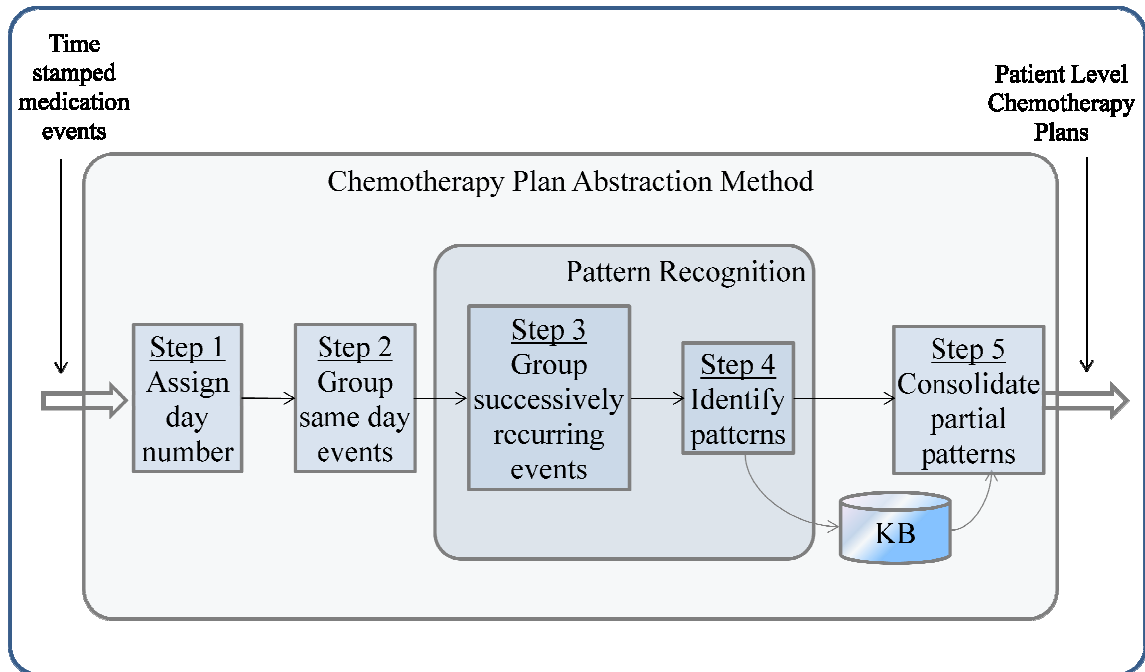 Time
stamped
medication
events
Patient Level
Chemotherapy
Plans
Chemotherapy Plan Abstraction Method
Pattern Recognition
Step 1
Assign
day
number
Step 2
Group
same day
events
Step 3
Group
successively
recurring
events
Step 4
Identify
patterns
Step 5
Consolidate
partial
patterns
KB